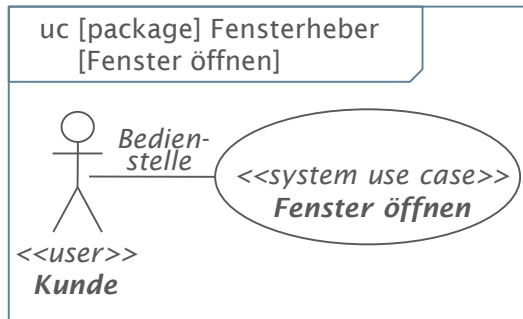 uc [package] Fensterheber
[Fenster öffnen]
Bedien-
stelle
<<system use case>>
Fenster öffnen
<<user>>
Kunde